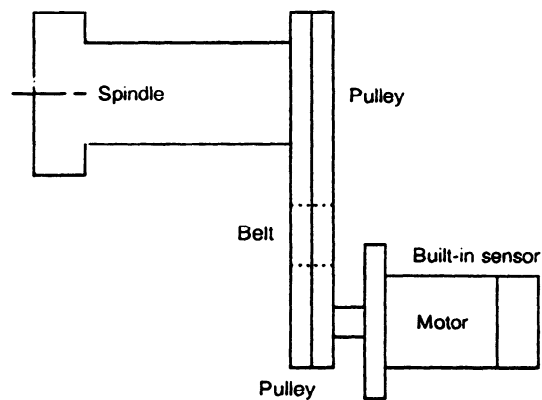 Spindle
Pulley
Belt
Built-in sensor
Motor
Pulley